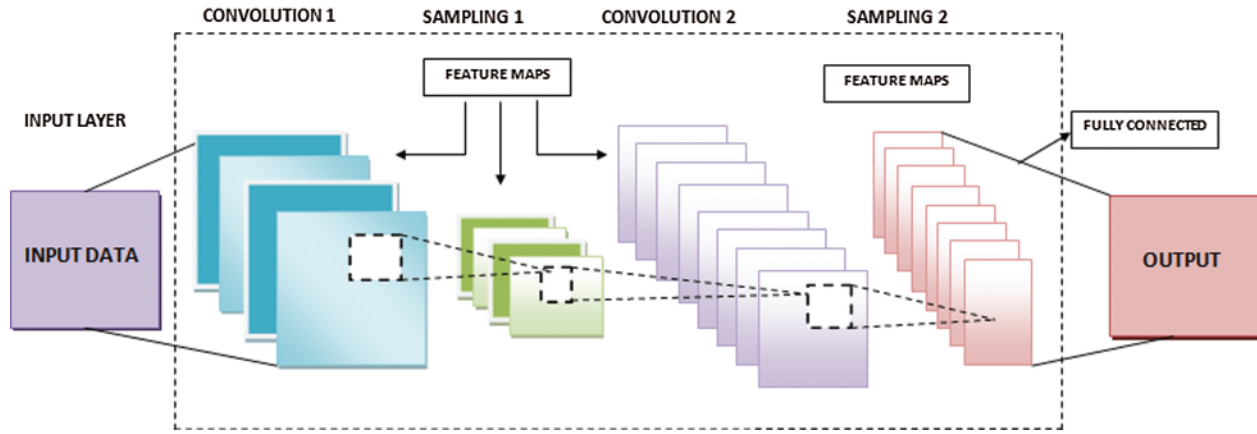 CONVOLUTION 1
SAMPLING 1
CONVOLUTION 2
SAMPLING 2
FEATURE MAPS
FEATURE MAPS
INPUT LAYER
FULLY CONNECTED
INPUT DATA
OUTPUT